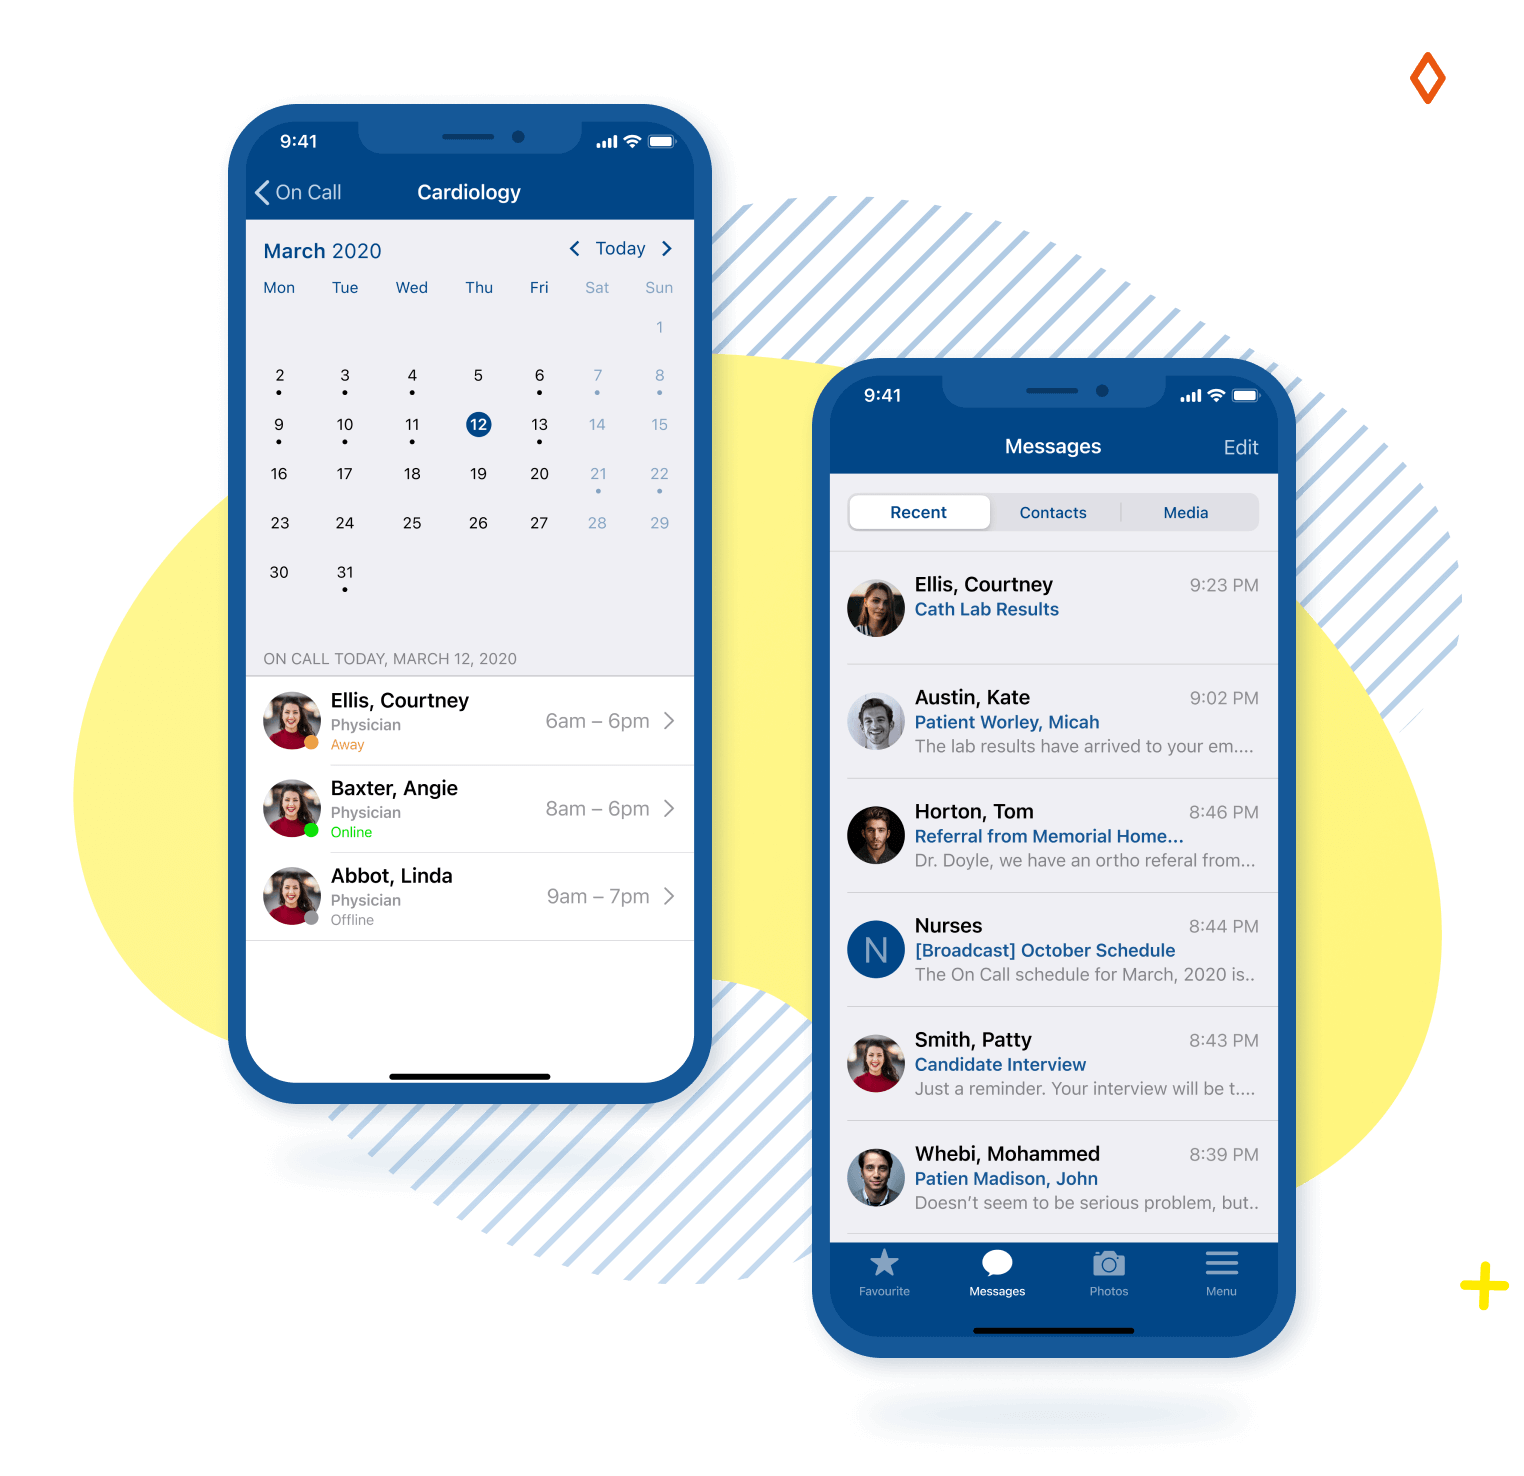 9:41
On Call Cardiology
March 2020 Today
Mon Tue Wed Thu Fri Sat Sun
1
2 3 4 5 6 7 8
9 10 11 12 13 14 15
16 17 18 19 20 21 22
23 24 25 26 27 28 29
30 31
ON CALL TODAY, MARCH 12, 2020
Ellis, Courtney
Physician
Away
6am – 6pm
Baxter, Angie
Physician
Online
8am – 6pm
Abbot, Linda
Physician
Offline
9am – 7pm
9:41
Messages Edit
Recent Contacts Media
Ellis, Courtney 9:23 PM
Cath Lab Results
Austin, Kate 9:02 PM
Patient Worley, Micah
The lab results have arrived to your em....
Horton, Tom 8:46 PM
Referral from Memorial Home...
Dr. Doyle, we have an ortho referal from...
N
Nurses 8:44 PM
[Broadcast] October Schedule
The On Call schedule for March, 2020 is..
Smith, Patty 8:43 PM
Candidate Interview
Just a reminder. Your interview will be t....
Whebi, Mohammed 8:39 PM
Patien Madison, John
Doesn't seem to be serious problem, but..
Favourite Messages Photos Menu